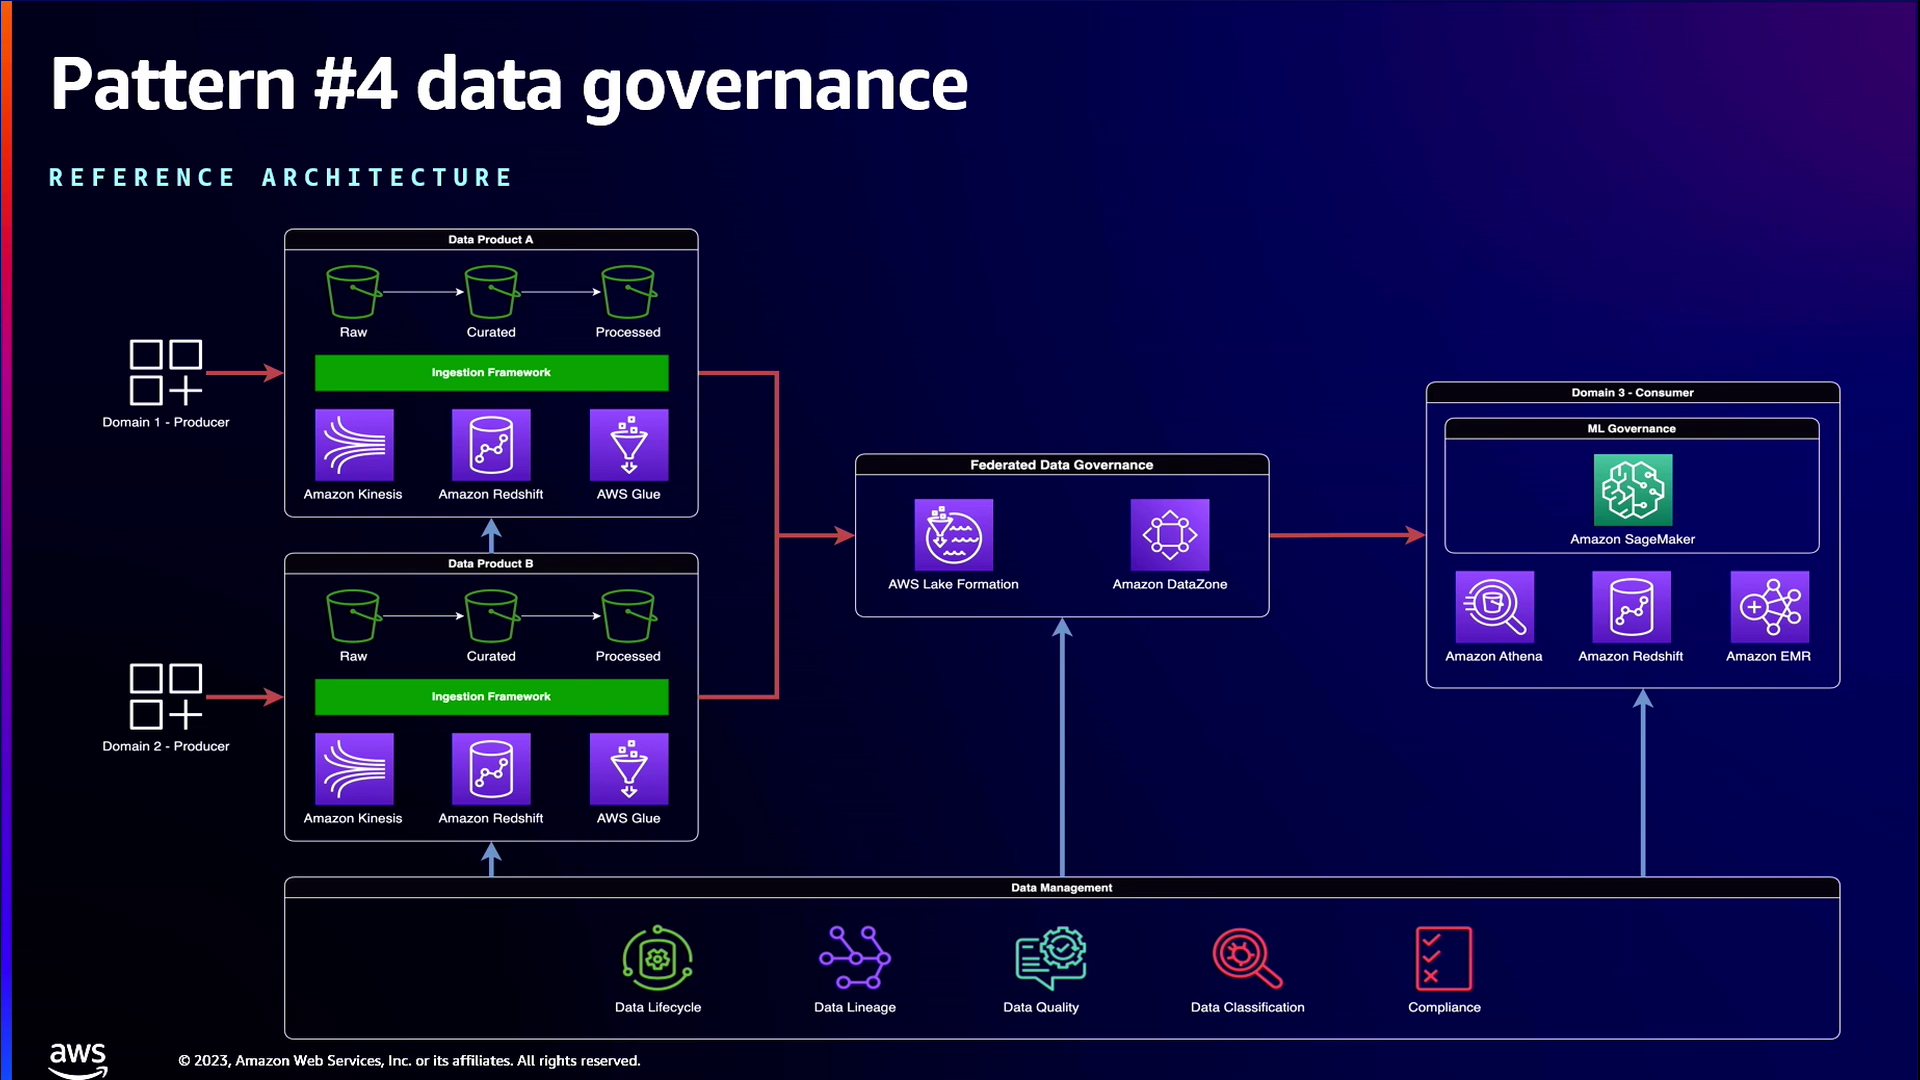 Pattern #4 data governance
REFERENCE ARCHITECTURE
Data Product A
Raw
Curated
Processed
Ingestion Framework
Amazon Kinesis
Amazon Redshift
AWS Glue
Domain 1 - Producer
Data Product B
Raw
Curated
Processed
Ingestion Framework
Amazon Kinesis
Amazon Redshift
AWS Glue
Domain 2 - Producer
Federated Data Governance
AWS Lake Formation
Amazon DataZone
Domain 3 - Consumer
ML Governance
Amazon SageMaker
Amazon Athena
Amazon Redshift
Amazon EMR
Data Management
Data Lifecycle
Data Lineage
Data Quality
Data Classification
Compliance
aws
© 2023, Amazon Web Services, Inc. or its affiliates. All rights reserved.